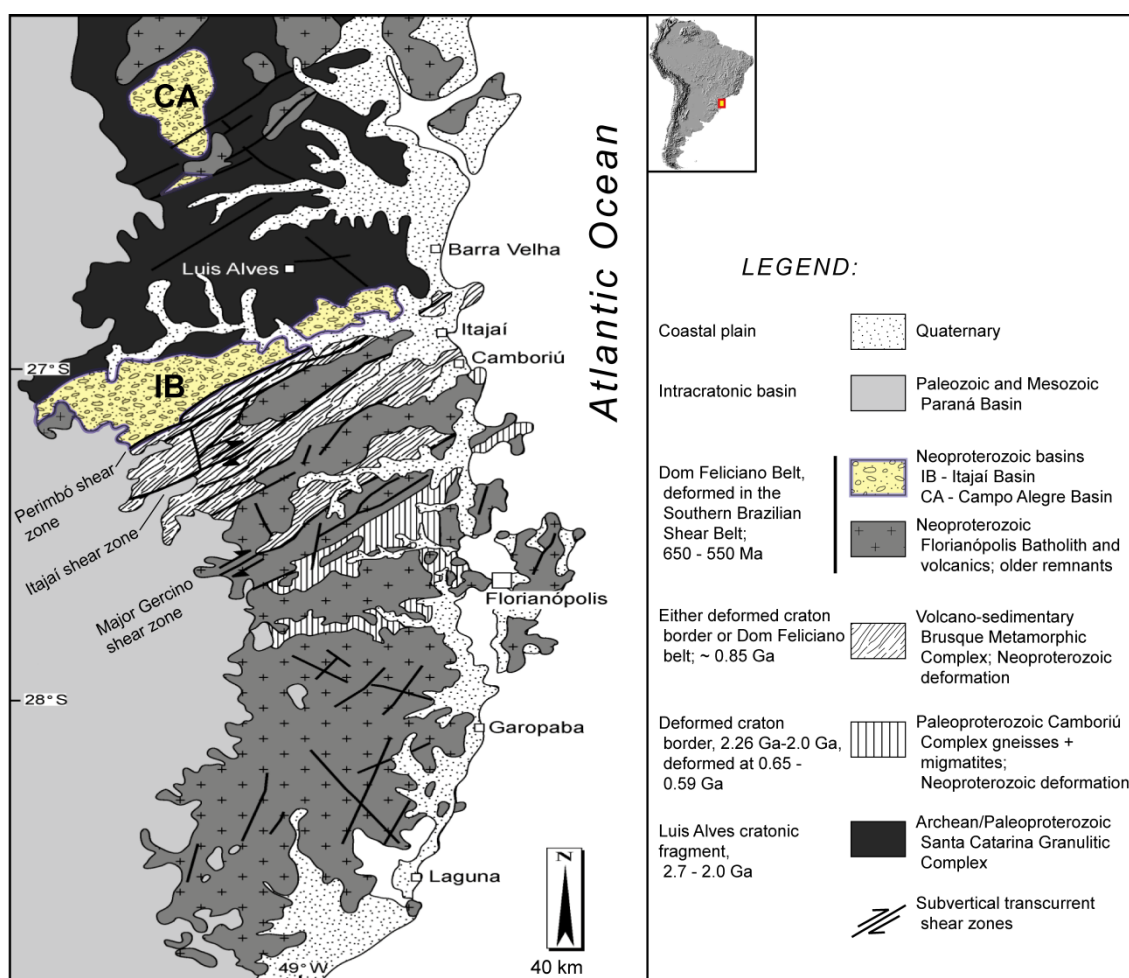 CA
Atlantic Ocean
Barra Velha
Luis Alves
Itajaí
Camboriú
27° S
IB
Perimbó shear
zone
Itajaí shear zone
Major Gercino
shear zone
Florianópolis
28° S
Garopaba
Laguna
N
49° W
40 km
LEGEND:
Coastal plain
Quaternary
Intracratonic basin
Paleozoic and Mesozoic
Paraná Basin
Dom Feliciano Belt,
deformed in the
Southern Brazilian
Shear Belt;
650 - 550 Ma
Neoproterozoic basins
IB - Itajaí Basin
CA - Campo Alegre Basin
Neoproterozoic
Florianópolis Batholith and
volcanics; older remnants
Either deformed craton
border or Dom Feliciano
belt; ~ 0.85 Ga
Volcano-sedimentary
Brusque Metamorphic
Complex; Neoproterozoic
deformation
Deformed craton
border, 2.26 Ga-2.0 Ga,
deformed at 0.65 -
0.59 Ga
Paleoproterozoic Camboriú
Complex gneisses +
migmatites;
Neoproterozoic deformation
Luis Alves cratonic
fragment,
2.7 - 2.0 Ga
Archean/Paleoproterozoic
Santa Catarina Granulitic
Complex
Subvertical transcurrent
shear zones